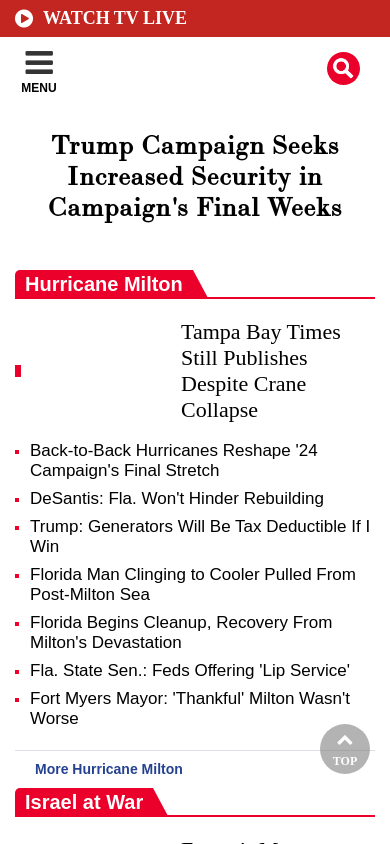 WATCH TV LIVE
MENU
Trump Campaign Seeks
Increased Security in
Campaign's Final Weeks
Hurricane Milton
Tampa Bay Times
Still Publishes
Despite Crane
Collapse
Back-to-Back Hurricanes Reshape '24
Campaign's Final Stretch
DeSantis: Fla. Won't Hinder Rebuilding
Trump: Generators Will Be Tax Deductible If I
Win
Florida Man Clinging to Cooler Pulled From
Post-Milton Sea
Florida Begins Cleanup, Recovery From
Milton's Devastation
Fla. State Sen.: Feds Offering 'Lip Service'
Fort Myers Mayor: 'Thankful' Milton Wasn't
Worse
TOP
More Hurricane Milton
Israel at War